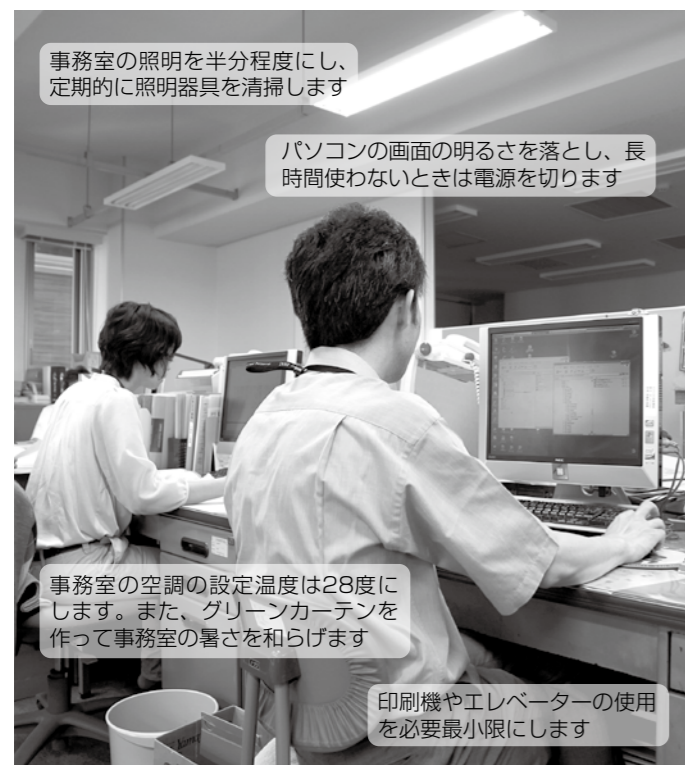 事務室の照明を半分程度にし、
定期的に照明器具を清掃します
パソコンの画面の明るさを落とし、長
時間使わないときは電源を切ります
事務室の空調の設定温度は28度に
します。また、グリーンカーテンを
作って事務室の暑さを和らげます
印刷機やエレベーターの使用
を必要最小限にします